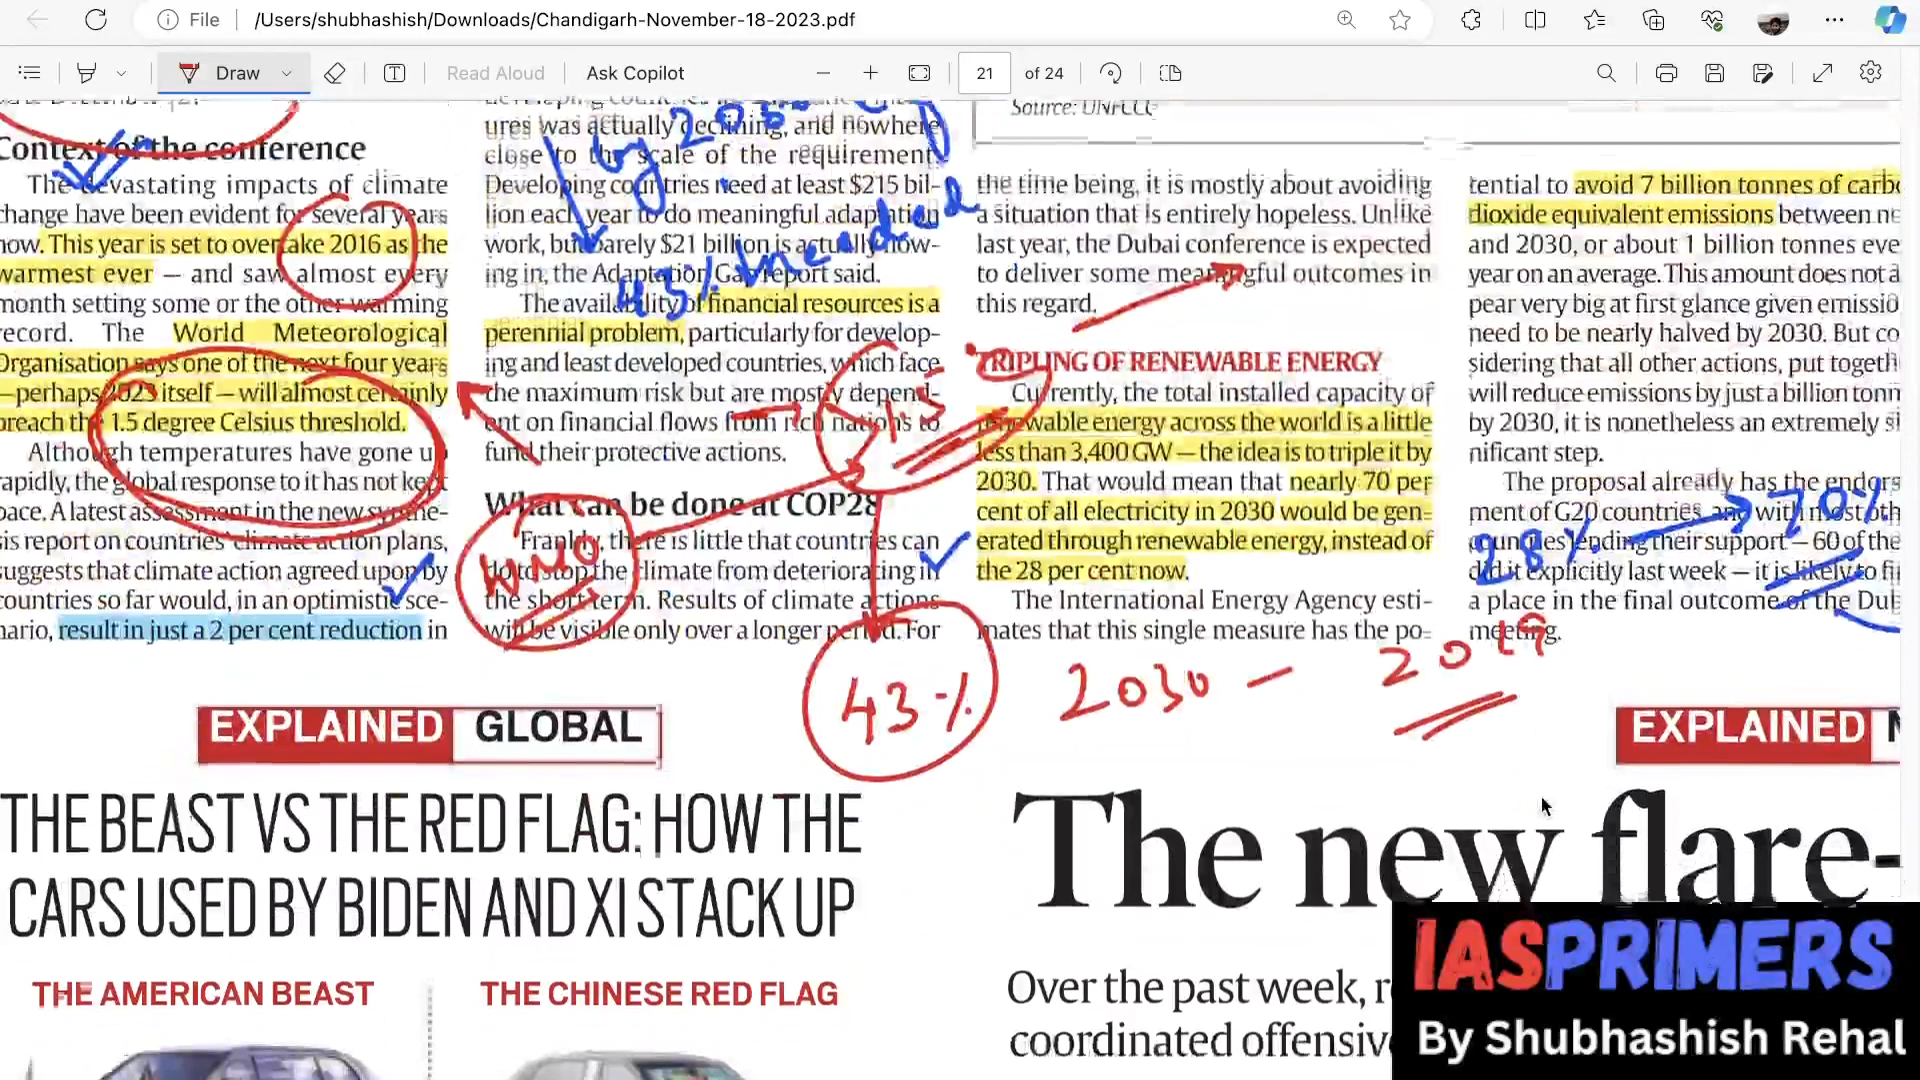 File
/Users/shubhashish/Downloads/Chandigarh-November-18-2023.pdf
Draw
Read Aloud
Ask Copilot
21
of 24
Context of the conference
The devastating impacts of climate
change have been evident for several years
now. This year is set to overtake 2016 as the
warmest ever — and saw almost every
month setting some or the other warming
record. The World Meteorological
Organisation says one of the next four years
—perhaps 2023 itself — will almost certainly
breach the 1.5 degree Celsius threshold.
Although temperatures have gone up
rapidly, the global response to it has not kept
pace. A latest assessment in the new synthe-
sis report on countries' climate action plans,
suggests that climate action agreed upon by
countries so far would, in an optimistic sce-
nario, result in just a 2 per cent reduction in
ures was actually declining, and nowhere
close to the scale of the requirement.
Developing countries need at least $215 bil-
lion each year to do meaningful adaptation
work, but barely $21 billion is actually flow-
ing in, the Adaptation Gap report said.
The availability of financial resources is a
perennial problem, particularly for develop-
ing and least developed countries, which face
the maximum risk but are mostly depend-
ent on financial flows from rich nations to
fund their protective actions.
What can be done at COP28
Frankly, there is little that countries can
do to stop the climate from deteriorating in
the short term. Results of climate actions
will be visible only over a longer period. For
by 2030
43% needed
1.5
WMO
43%
2030 - 2019
Source: UNFCCC
the time being, it is mostly about avoiding
a situation that is entirely hopeless. Unlike
last year, the Dubai conference is expected
to deliver some meaningful outcomes in
this regard.
TRIPLING OF RENEWABLE ENERGY
Currently, the total installed capacity of
renewable energy across the world is a little
less than 3,400 GW — the idea is to triple it by
2030. That would mean that nearly 70 per
cent of all electricity in 2030 would be gen-
erated through renewable energy, instead of
the 28 per cent now.
The International Energy Agency esti-
mates that this single measure has the po-
tential to avoid 7 billion tonnes of carbo
dioxide equivalent emissions between
and 2030, or about 1 billion tonnes eve
year on an average. This amount does not a
pear very big at first glance given emissio
need to be nearly halved by 2030. But co
sidering that all other actions, put togeth
will reduce emissions by just a billion tonn
by 2030, it is nonetheless an extremely si
nificant step.
The proposal already has the endors
ment of G20 countries, and with most oth
countries lending their support — 60 of the
did it explicitly last week — it is likely to fi
a place in the final outcome of the Dub
meeting.
28% 70%
EXPLAINED GLOBAL
THE BEAST VS THE RED FLAG: HOW THE
CARS USED BY BIDEN AND XI STACK UP
THE AMERICAN BEAST
THE CHINESE RED FLAG
EXPLAINED
The new flare-
Over the past week, r
coordinated offensiv
IASPRIMERS
By Shubhashish Rehal